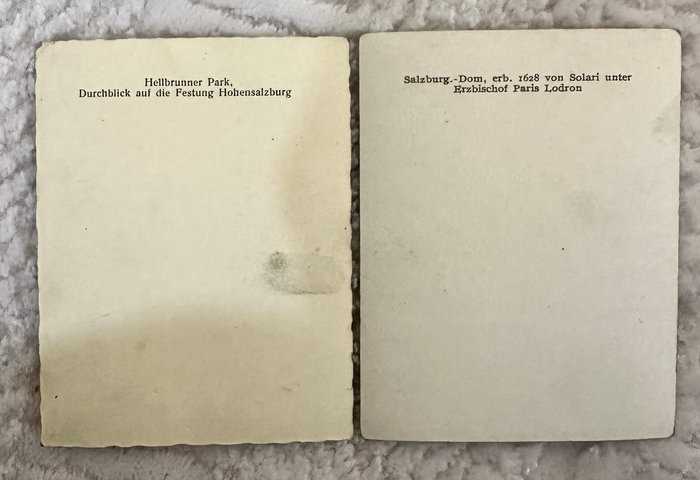 Hellbrunner Park,
Durchblick auf die Festung Hohensalzburg
Salzburg.-Dom, erb. 1628 von Solari unter
Erzbischof Paris Lodron